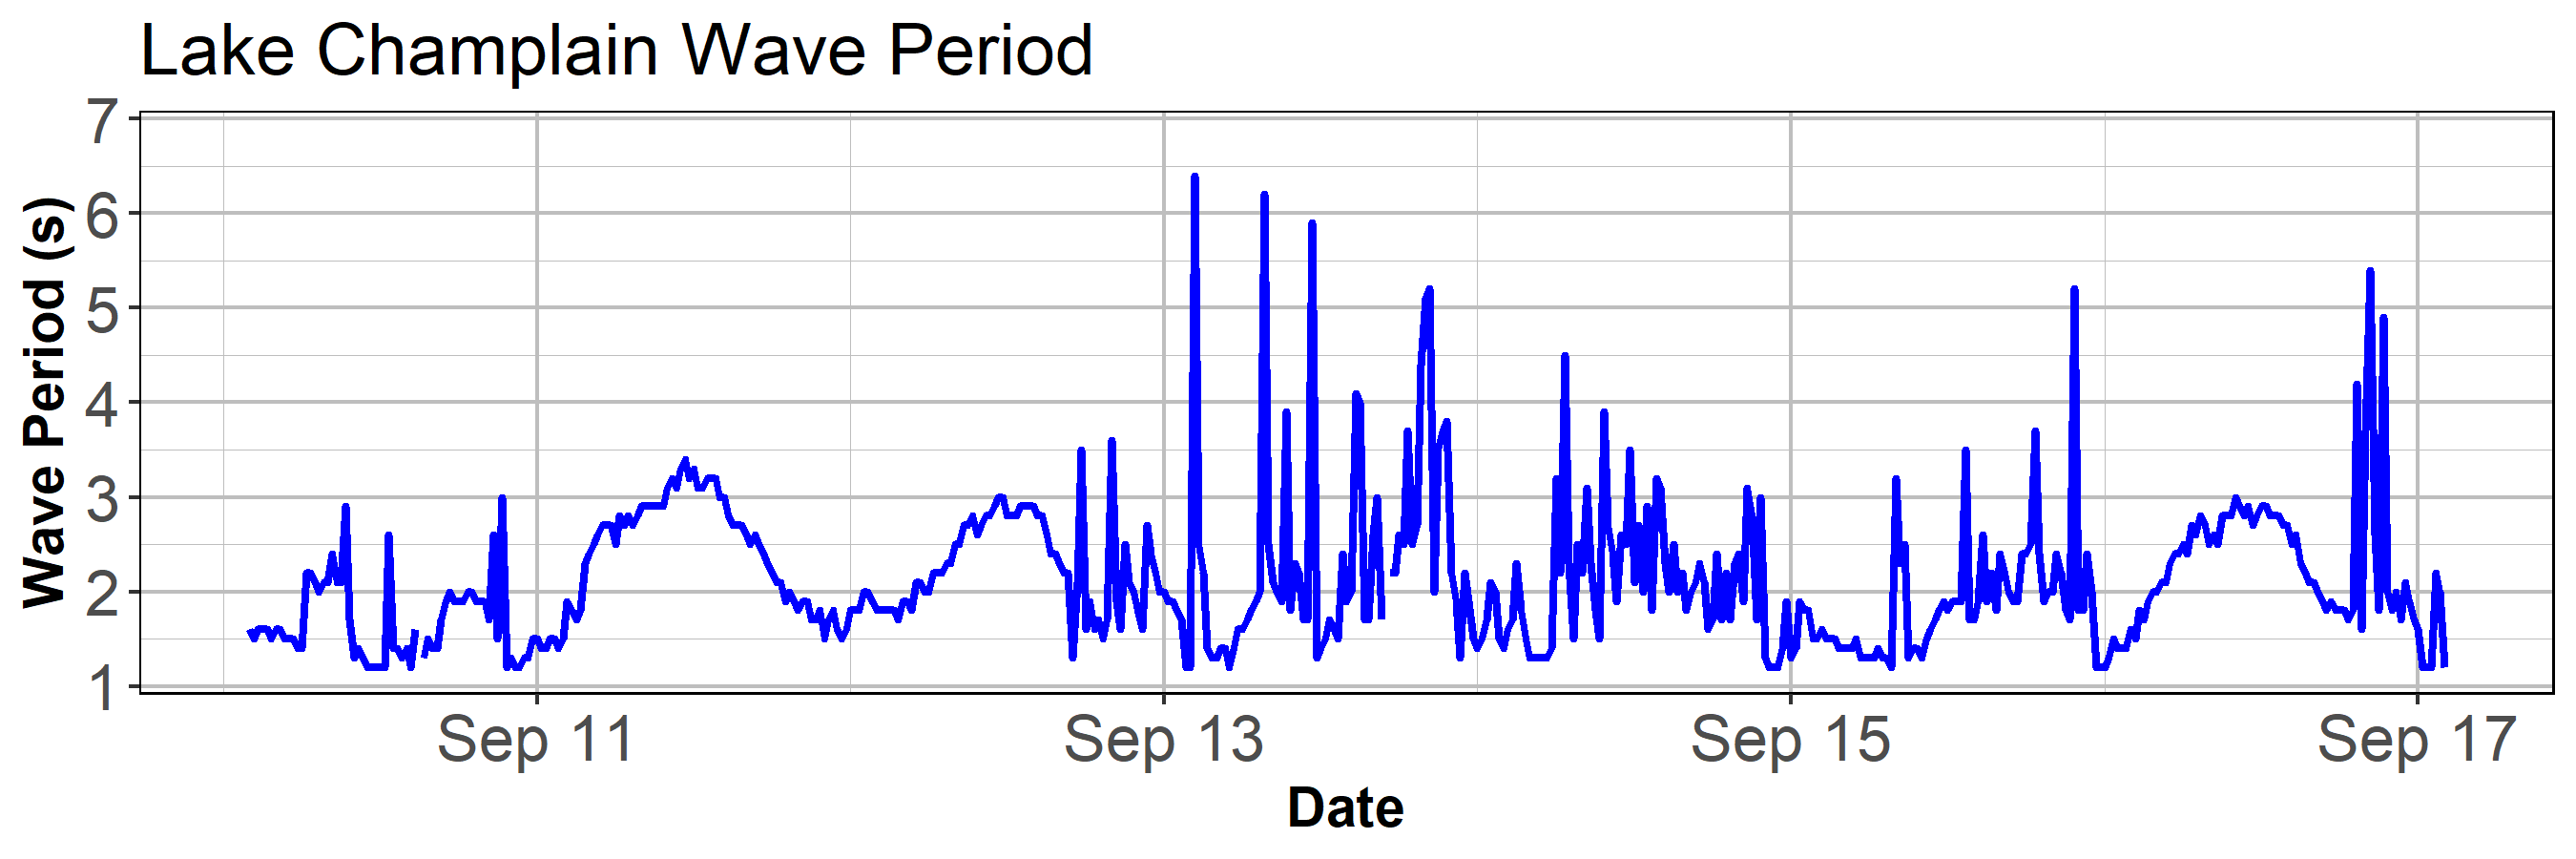 Lake Champlain Wave Period
Wave Period (s)
7
6
5
4
3
2
1
Sep 11
Sep 13
Sep 15
Sep 17
Date